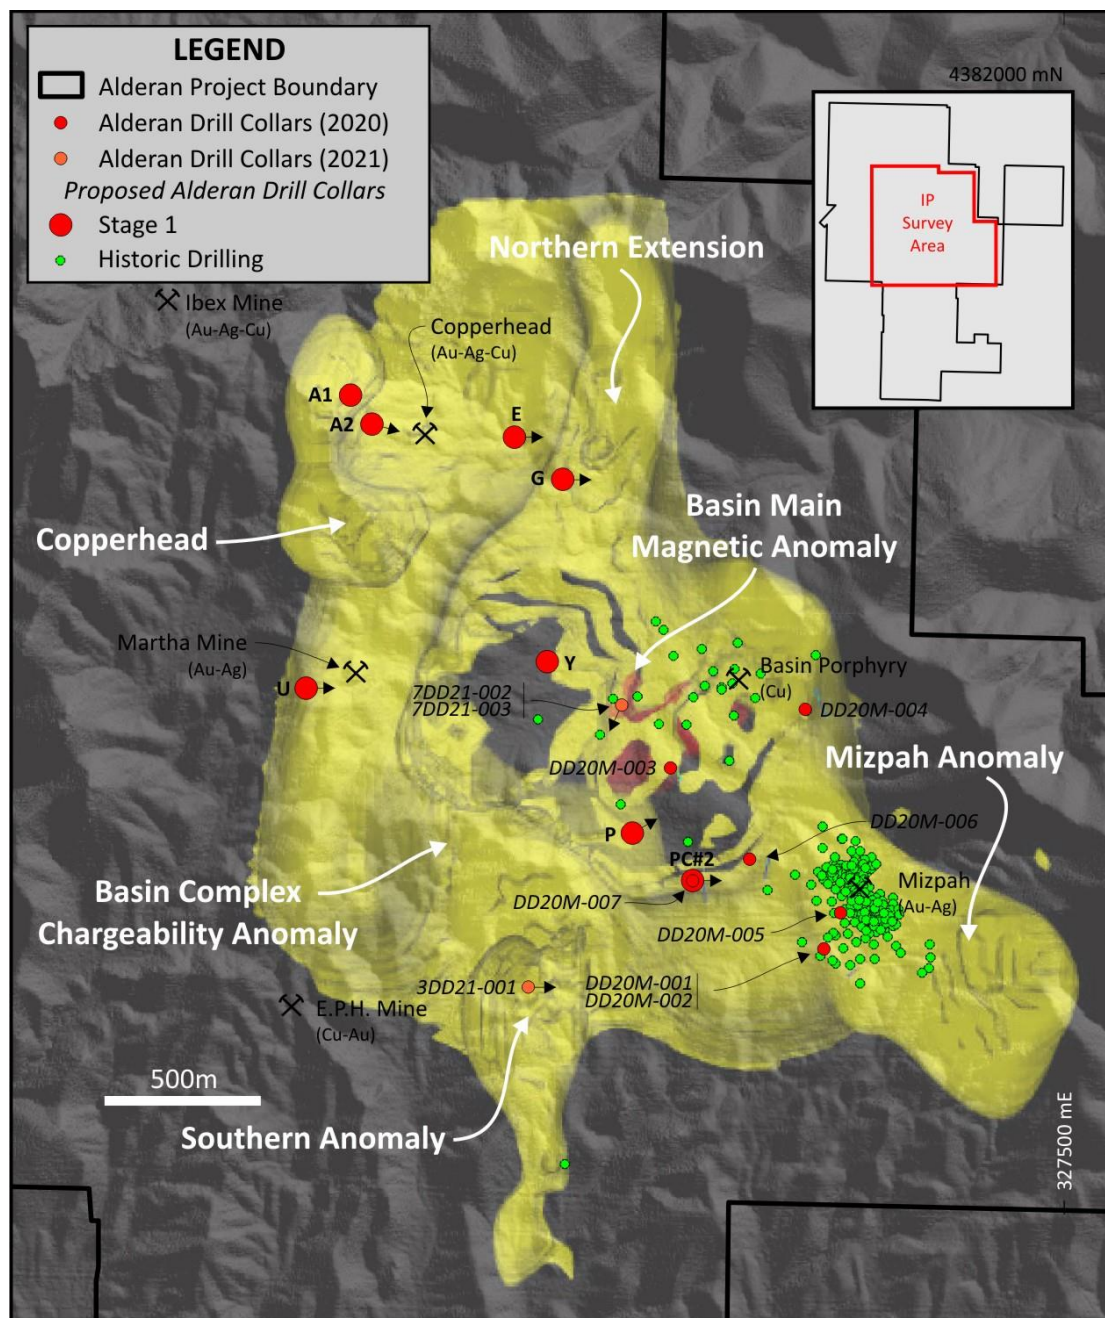 LEGEND
Alderan Project Boundary
Alderan Drill Collars (2020)
Alderan Drill Collars (2021)
Proposed Alderan Drill Collars
Stage 1
Historic Drilling
4382000 mN
IP
Survey
Area
Northern Extension
Ibex Mine
(Au-Ag-Cu)
Copperhead
(Au-Ag-Cu)
A1
A2
E
G
Basin Main
Magnetic Anomaly
Copperhead
Martha Mine
(Au-Ag)
U
Y
Basin Porphyry
(Cu)
7DD21-002
7DD21-003
DD20M-004
DD20M-003
Mizpah Anomaly
P
DD20M-006
PC#2
Mizpah
(Au-Ag)
Basin Complex
Chargeability Anomaly
DD20M-007
DD20M-005
3DD21-001
DD20M-001
DD20M-002
E.P.H. Mine
(Cu-Au)
500m
Southern Anomaly
327500 mE